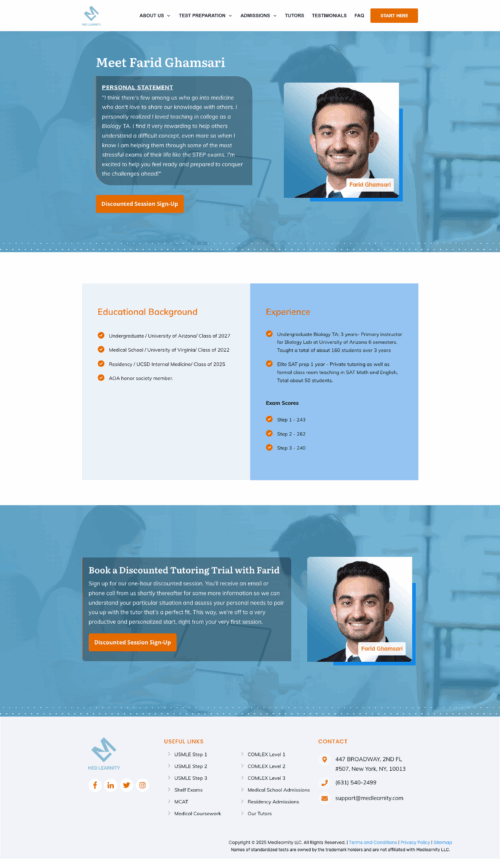 MED LEARNITY
ABOUT US
TEST PREPARATION
ADMISSIONS
TUTORS
TESTIMONIALS
FAQ
START HERE
Meet Farid Ghamsari
PERSONAL STATEMENT
"I think there's few among us who go into medicine
who don't love to share our knowledge with others. I
personally realized I loved teaching in college as a
Biology TA. I find it very rewarding to help others
understand a difficult concept, even more so when I
know I am helping them through some of the most
stressful exams of their life like the STEP exams. I'm
excited to help you feel ready and prepared to conquer
the challenges ahead!"
Farid Ghamsari
Discounted Session Sign-Up
Educational Background
Undergraduate / University of Arizona/ Class of 2027
Medical School / University of Virginia/ Class of 2022
Residency / UCSD Internal Medicine/ Class of 2025
AOA honor society member.
Experience
Undergraduate Biology TA; 3 years- Primary instructor
for Biology Lab at University of Arizona 6 semesters.
Taught a total of about 160 students over 3 years
Elite SAT prep 1 year - Private tutoring as well as
formal class room teaching in SAT Math and English,
Total about 50 students.
Exam Scores
Step 1 - 243
Step 2 - 262
Step 3 - 240
Book a Discounted Tutoring Trial with Farid
Sign up for our one-hour discounted session. You'll receive an email or
phone call from us shortly thereafter for some more information so we can
understand your particular situation and assess your personal needs to pair
you up with the tutor that's a perfect fit. This way, we're off to a very
productive and personalized start, right from your very first session.
Discounted Session Sign-Up
Farid Ghamsari
MED LEARNITY
USEFUL LINKS
USMLE Step 1
USMLE Step 2
USMLE Step 3
Shelf Exams
MCAT
Medical Coursework
COMLEX Level 1
COMLEX Level 2
COMLEX Level 3
Medical School Admissions
Residency Admissions
Our Tutors
CONTACT
447 BROADWAY, 2ND FL
#507, New York, NY, 10013
(631) 540-2499
support@medlearnity.com
Copyright © 2025 Medlearnity LLC. All Rights Reserved. | Terms and Conditions | Privacy Policy | Sitemap
Names of standardized tests are owned by the trademark holders and are not affiliated with Medlearnity LLC.